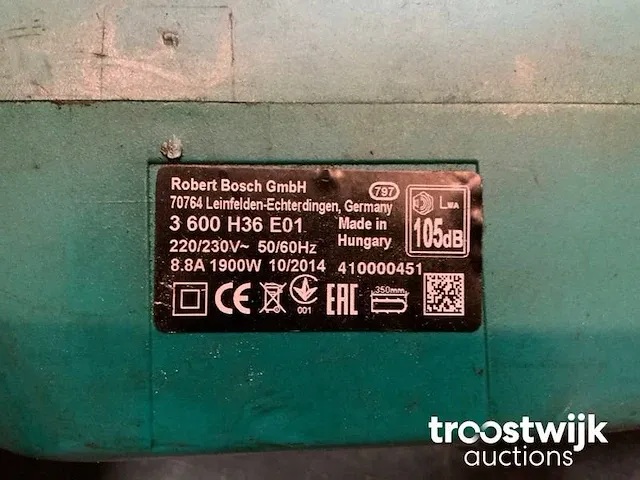 Robert Bosch GmbH
797
70764 Leinfelden-Echterdingen, Germany
3 600 H36 E01
Made in
Hungary
220/230V~ 50/60Hz
8.8A 1900W 10/2014 410000451
LWA
105dB
CE
001
EAC
350mm
troostwijk
auctions